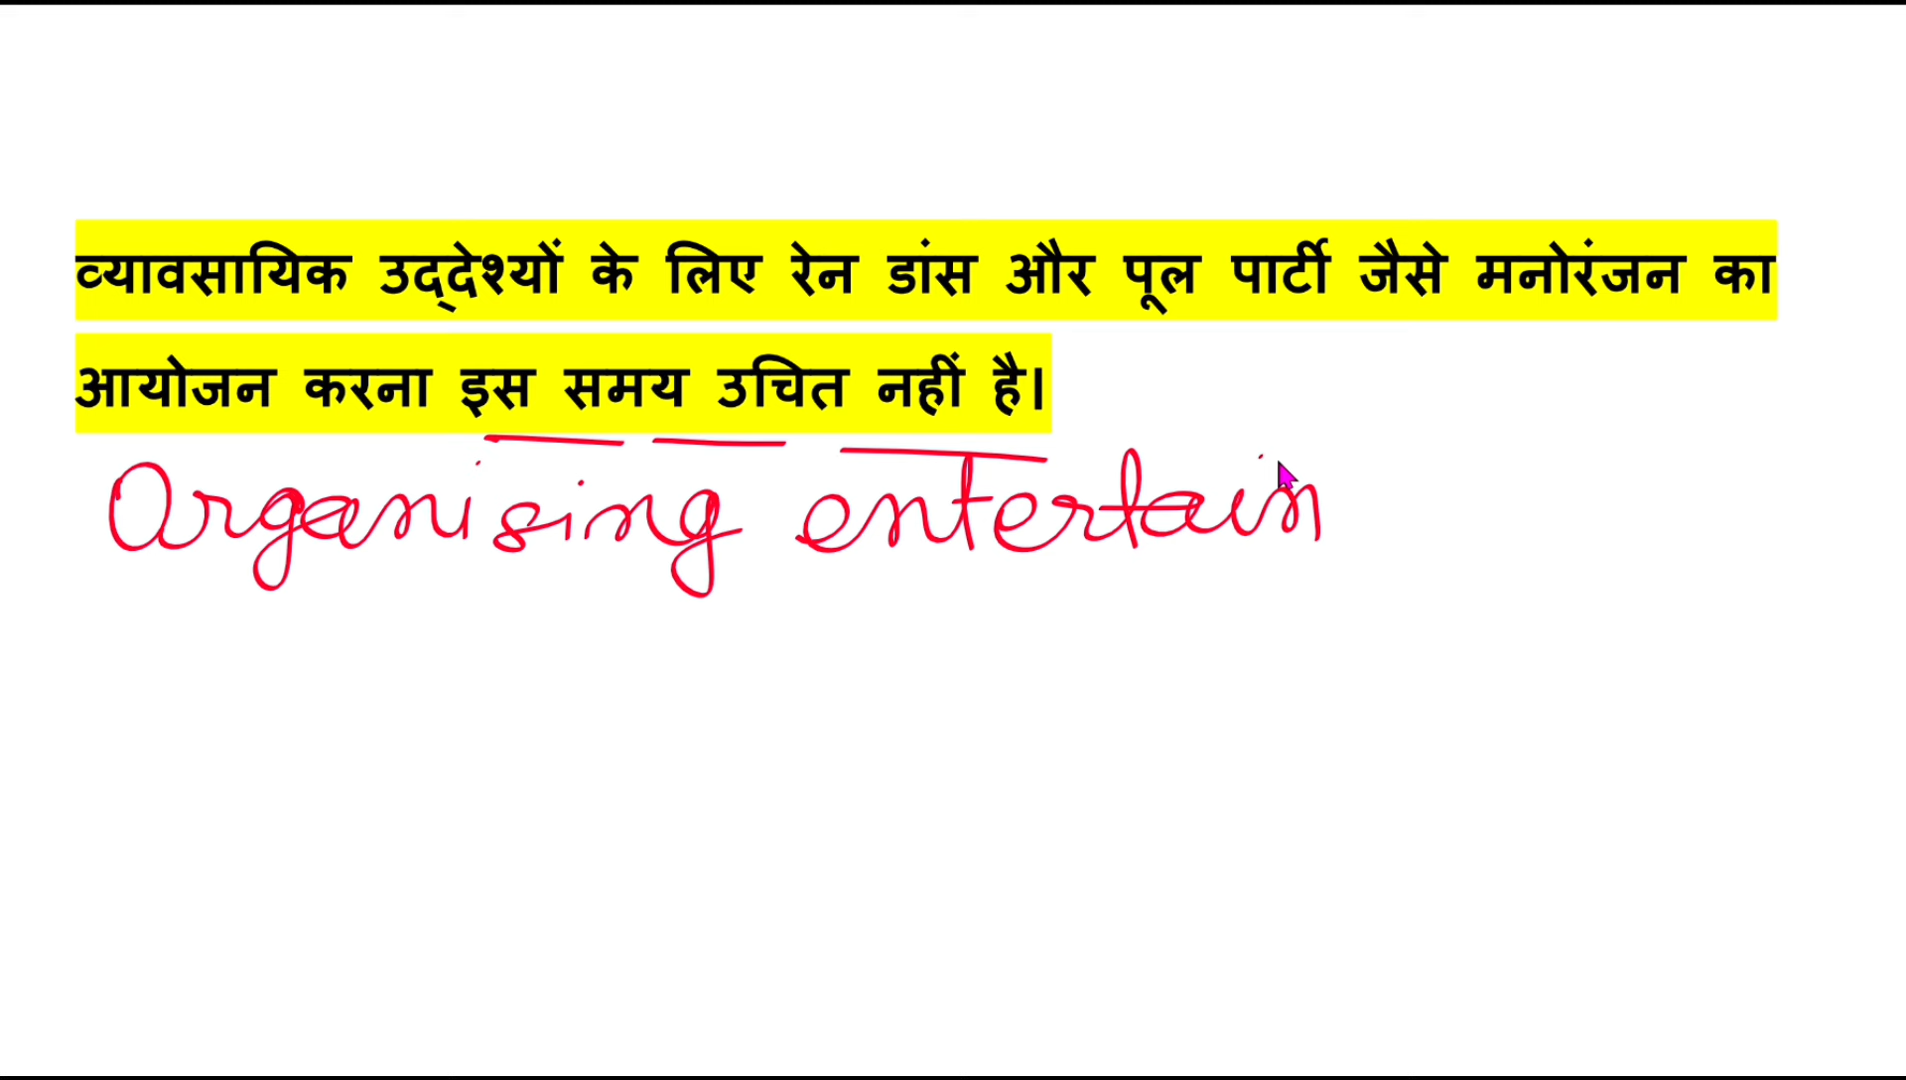 व्यावसायिक उद्देश्यों के लिए रेन डांस और पूल पार्टी जैसे मनोरंजन का
आयोजन करना इस समय उचित नहीं है।
Organising entertain